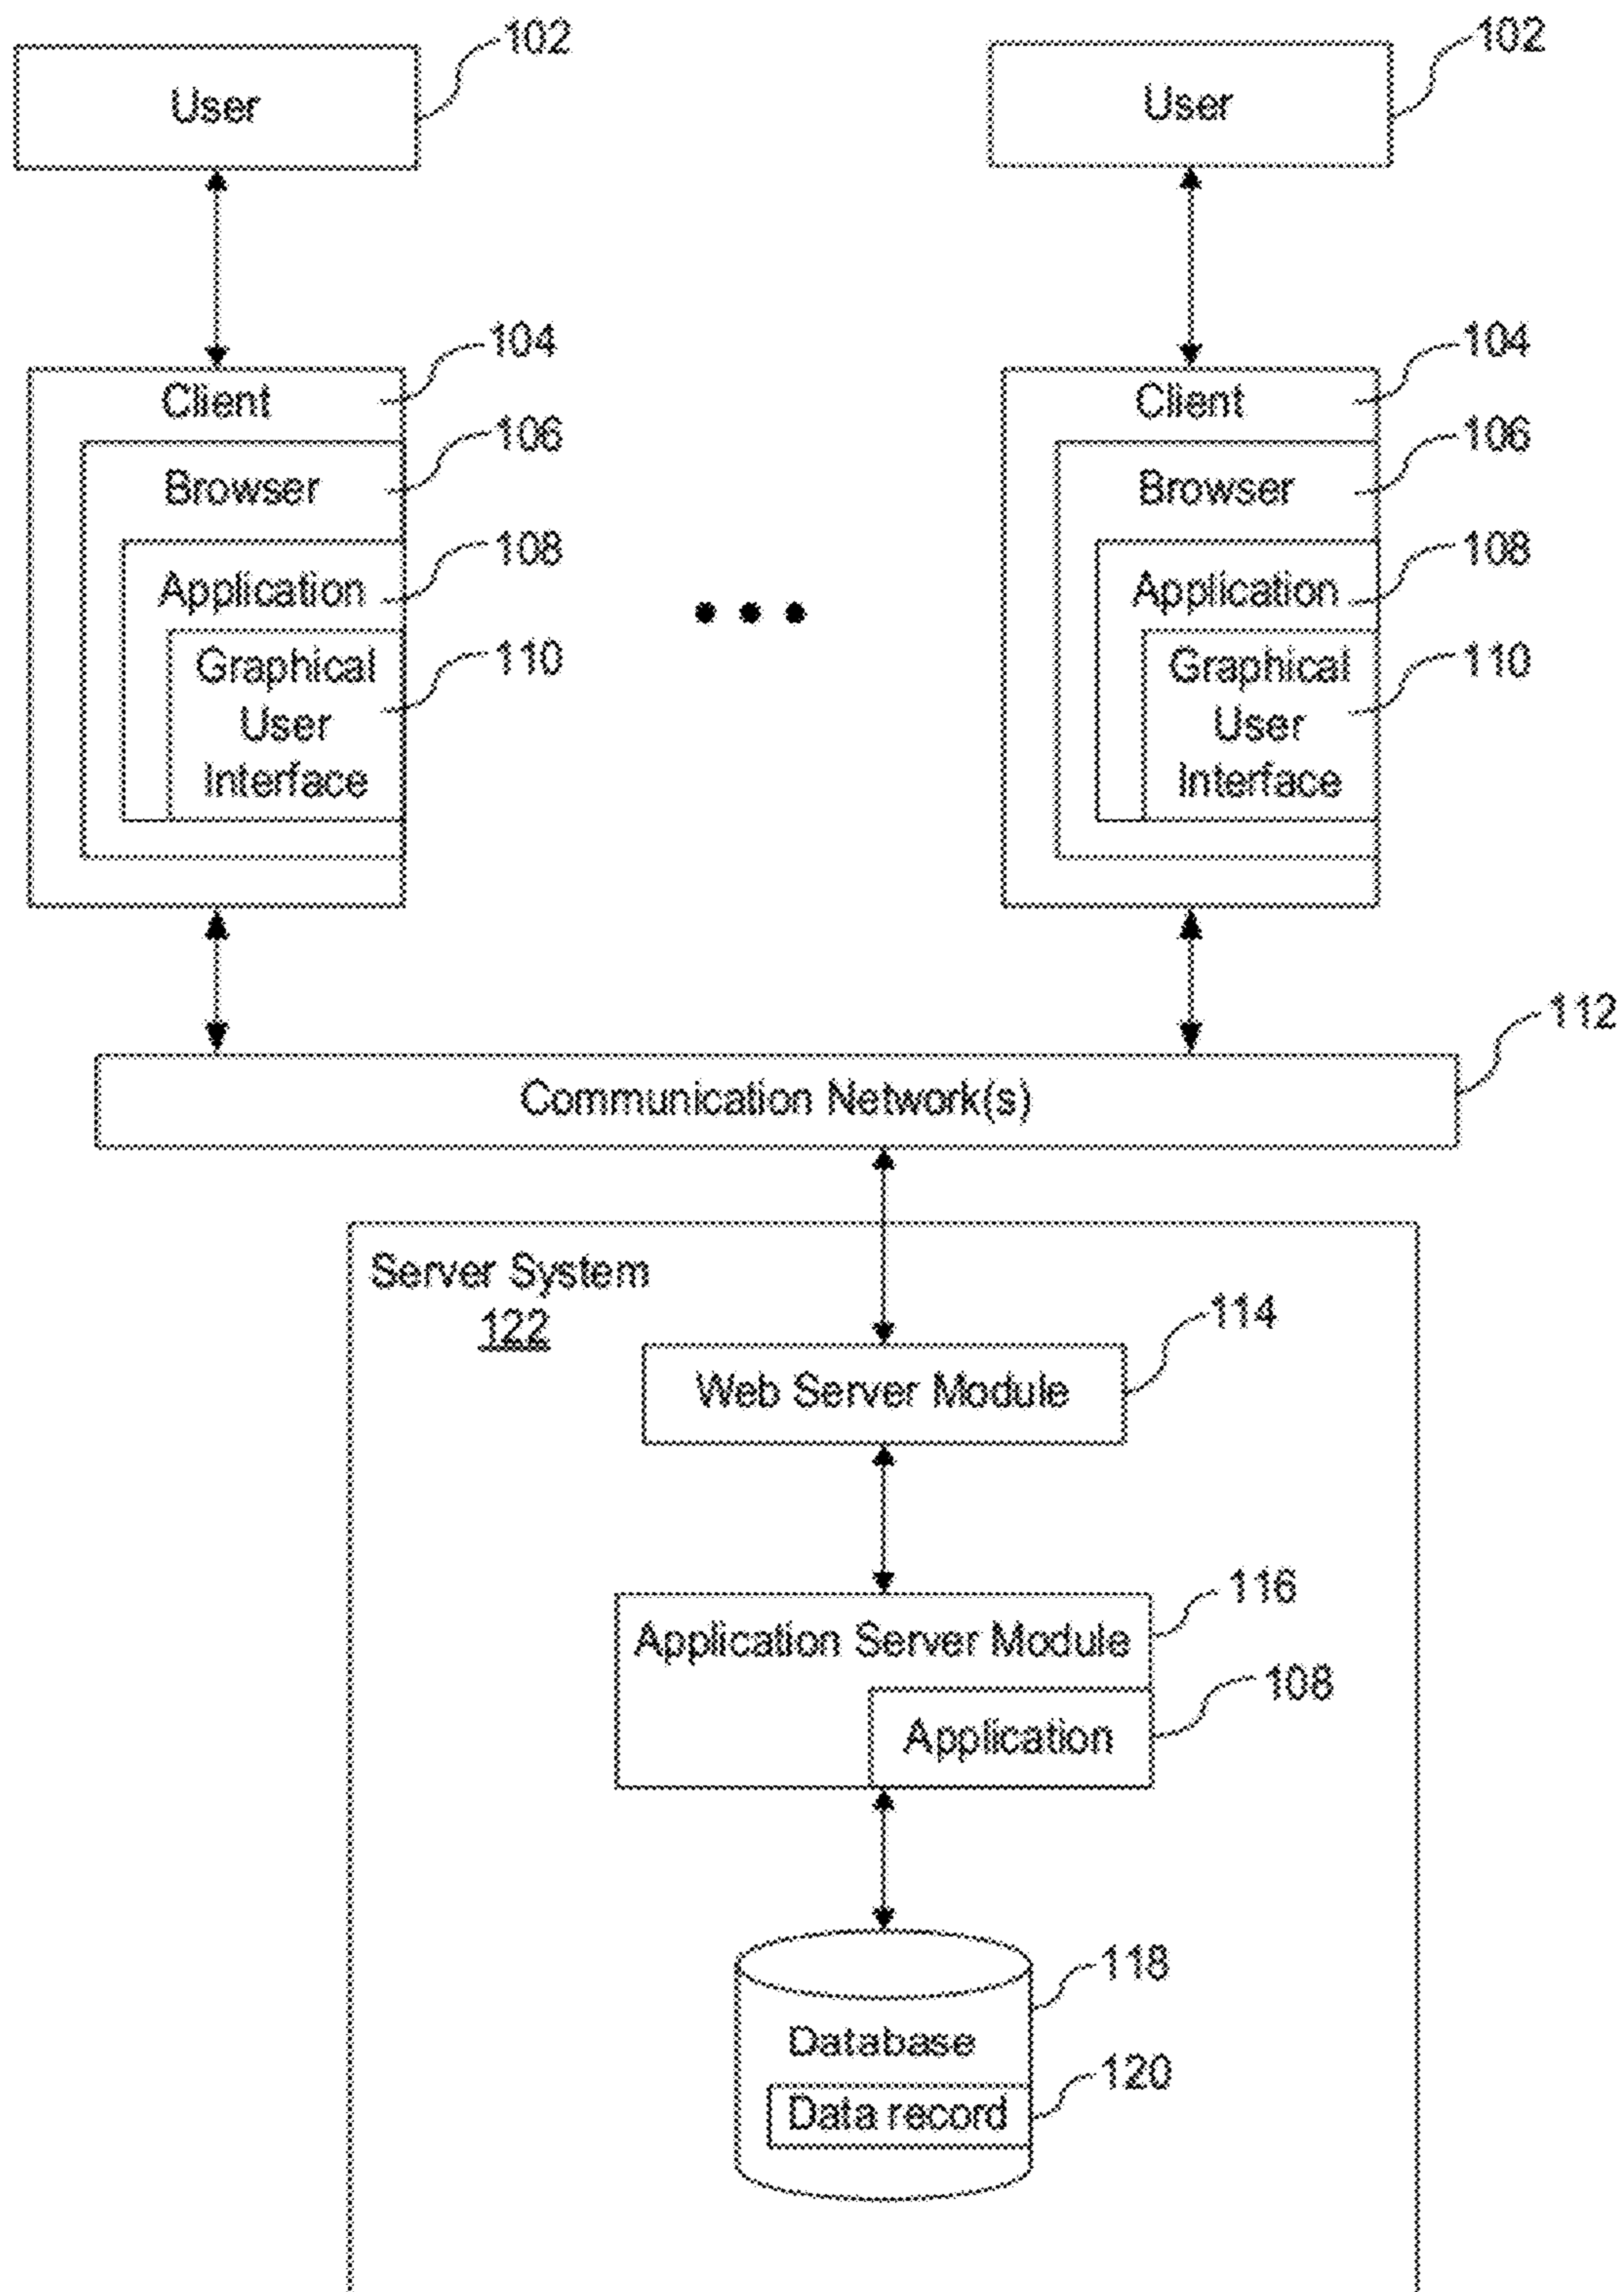 102
102
User
User
104
104
Client
Client
106
106
Browser
Browser
108
108
Application
Application
110
110
Graphical
User
Interface
Graphical
User
Interface
112
Communication Network(s)
Server System
122
114
Web Server Module
116
Application Server Module
108
Application
118
Database
120
Data record